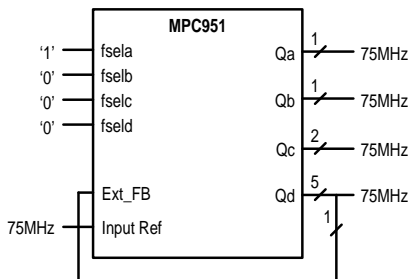 MPC951
'1' fsela Qa 1 75MHz
'0' fselb Qb 1 75MHz
'0' fselc Qc 2 75MHz
'0' fseld
Ext_FB Qd 5 75MHz
75MHz Input Ref 1